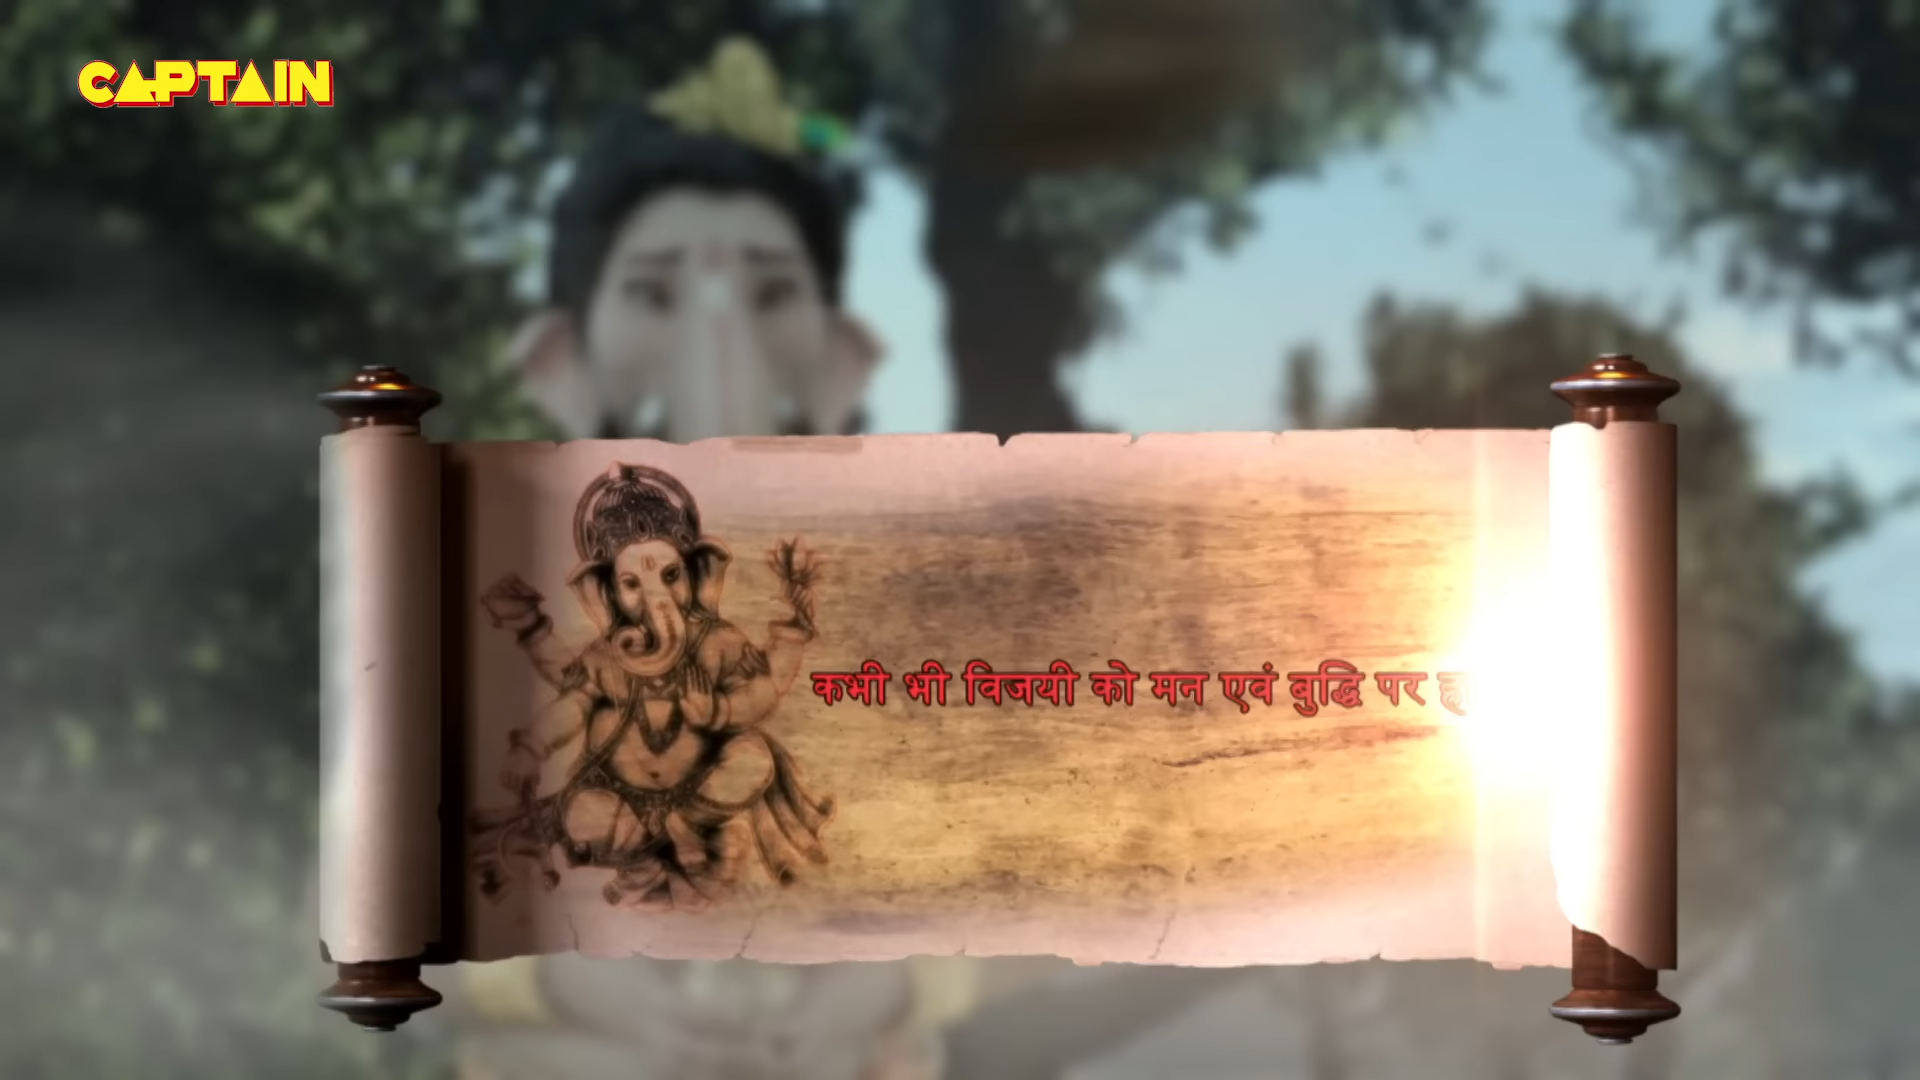 CAPTAIN
कभी भी विजयी को मन एवं बुद्धि पर